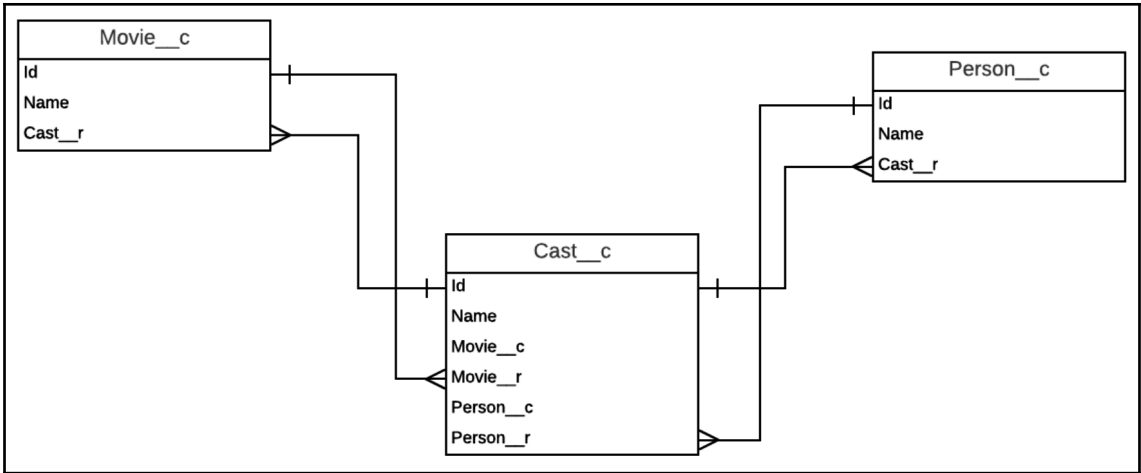 Movie__c
Id
Name
Cast__r
Person__c
Id
Name
Cast__r
Cast__c
Id
Name
Movie__c
Movie__r
Person__c
Person__r